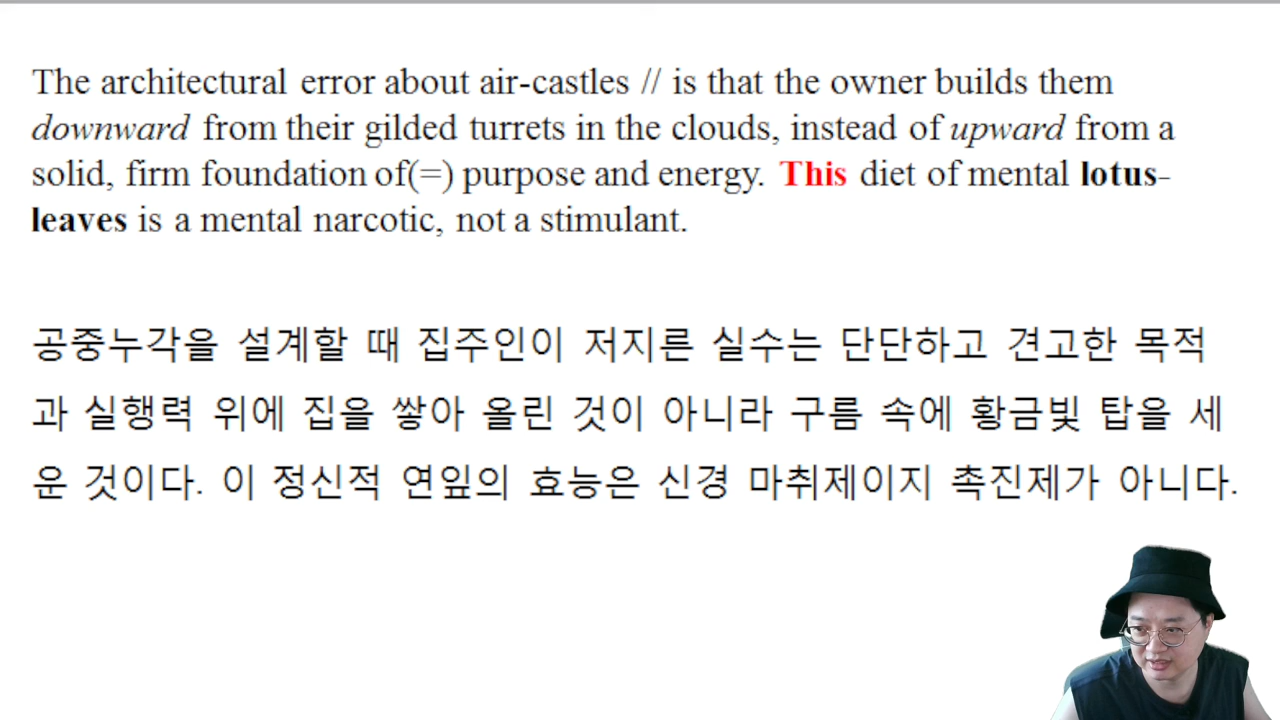 The architectural error about air-castles // is that the owner builds them
downward from their gilded turrets in the clouds, instead of upward from a
solid, firm foundation of(=) purpose and energy. This diet of mental lotus-
leaves is a mental narcotic, not a stimulant.
공중누각을 설계할 때 집주인이 저지른 실수는 단단하고 견고한 목적
과 실행력 위에 집을 쌓아 올린 것이 아니라 구름 속에 황금빛 탑을 세
운 것이다. 이 정신적 연잎의 효능은 신경 마취제이지 촉진제가 아니다.